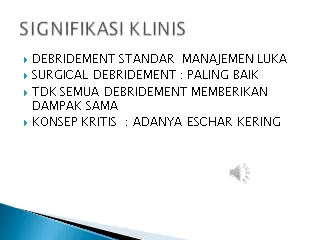 SIGNIFIKASI KLINIS
DEBRIDEMENT STANDAR MANAJEMEN LUKA
SURGICAL DEBRIDEMENT : PALING BAIK
TDK SEMUA DEBRIDEMENT MEMBERIKAN
DAMPAK SAMA
KONSEP KRITIS : ADANYA ESCHAR KERING